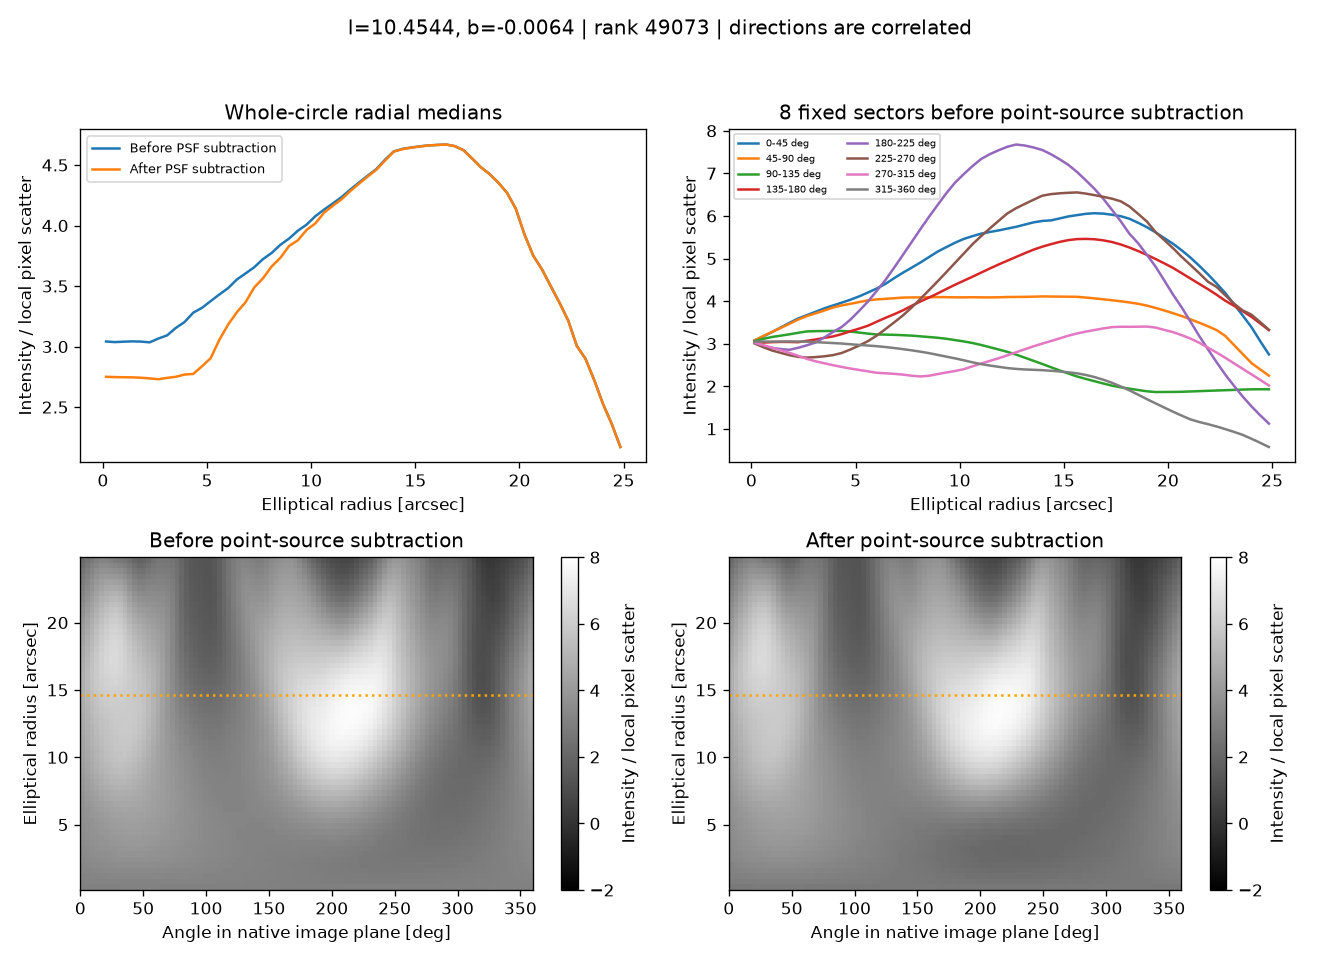 l=10.4544, b=-0.0064 | rank 49073 | directions are correlated
Whole-circle radial medians
Before PSF subtraction
After PSF subtraction
Intensity / local pixel scatter
4.5
4.0
3.5
3.0
2.5
0 5 10 15 20 25
Elliptical radius [arcsec]
8 fixed sectors before point-source subtraction
0-45 deg
45-90 deg
90-135 deg
135-180 deg
180-225 deg
225-270 deg
270-315 deg
315-360 deg
Intensity / local pixel scatter
8
7
6
5
4
3
2
1
0 5 10 15 20 25
Elliptical radius [arcsec]
Before point-source subtraction
Elliptical radius [arcsec]
20
15
10
5
0 50 100 150 200 250 300 350
Angle in native image plane [deg]
8
6
4
2
0
−2
Intensity / local pixel scatter
After point-source subtraction
Elliptical radius [arcsec]
20
15
10
5
0 50 100 150 200 250 300 350
Angle in native image plane [deg]
8
6
4
2
0
−2
Intensity / local pixel scatter